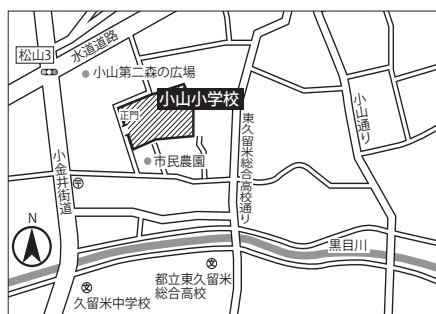 水道道路
松山3
小山第二森の広場
小山小学校
正門
小山通り
東久留米総合高校通り
市民農園
小金井街道
N
黒目川
都立東久留米
総合高校
久留米中学校